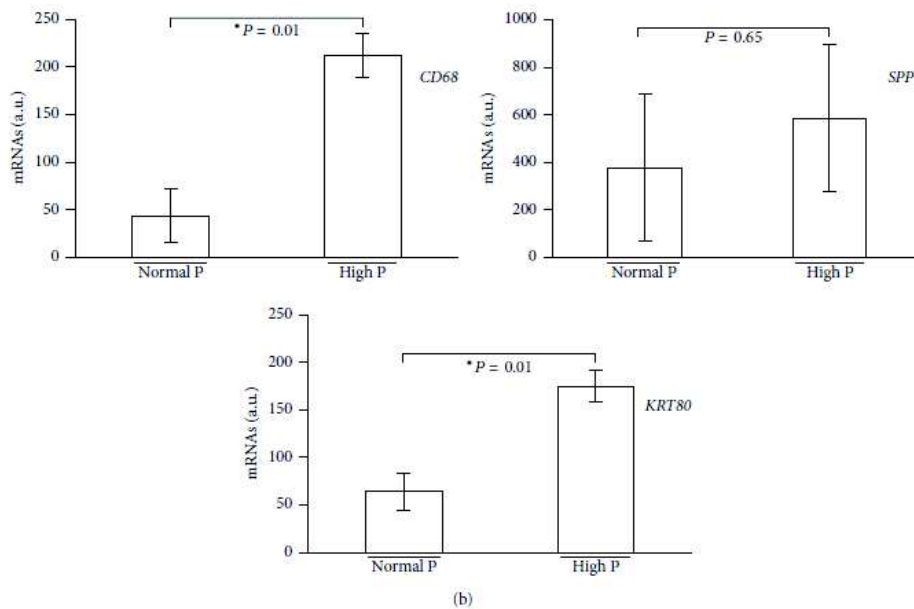 250
200
150
100
50
0
mRNAs (a.u.)
*P = 0.01
CD68
Normal P
High P
1000
800
600
400
200
0
mRNAs (a.u.)
P = 0.65
SPP
Normal P
High P
250
200
150
100
50
0
mRNAs (a.u.)
*P = 0.01
KRT80
Normal P
High P
(b)